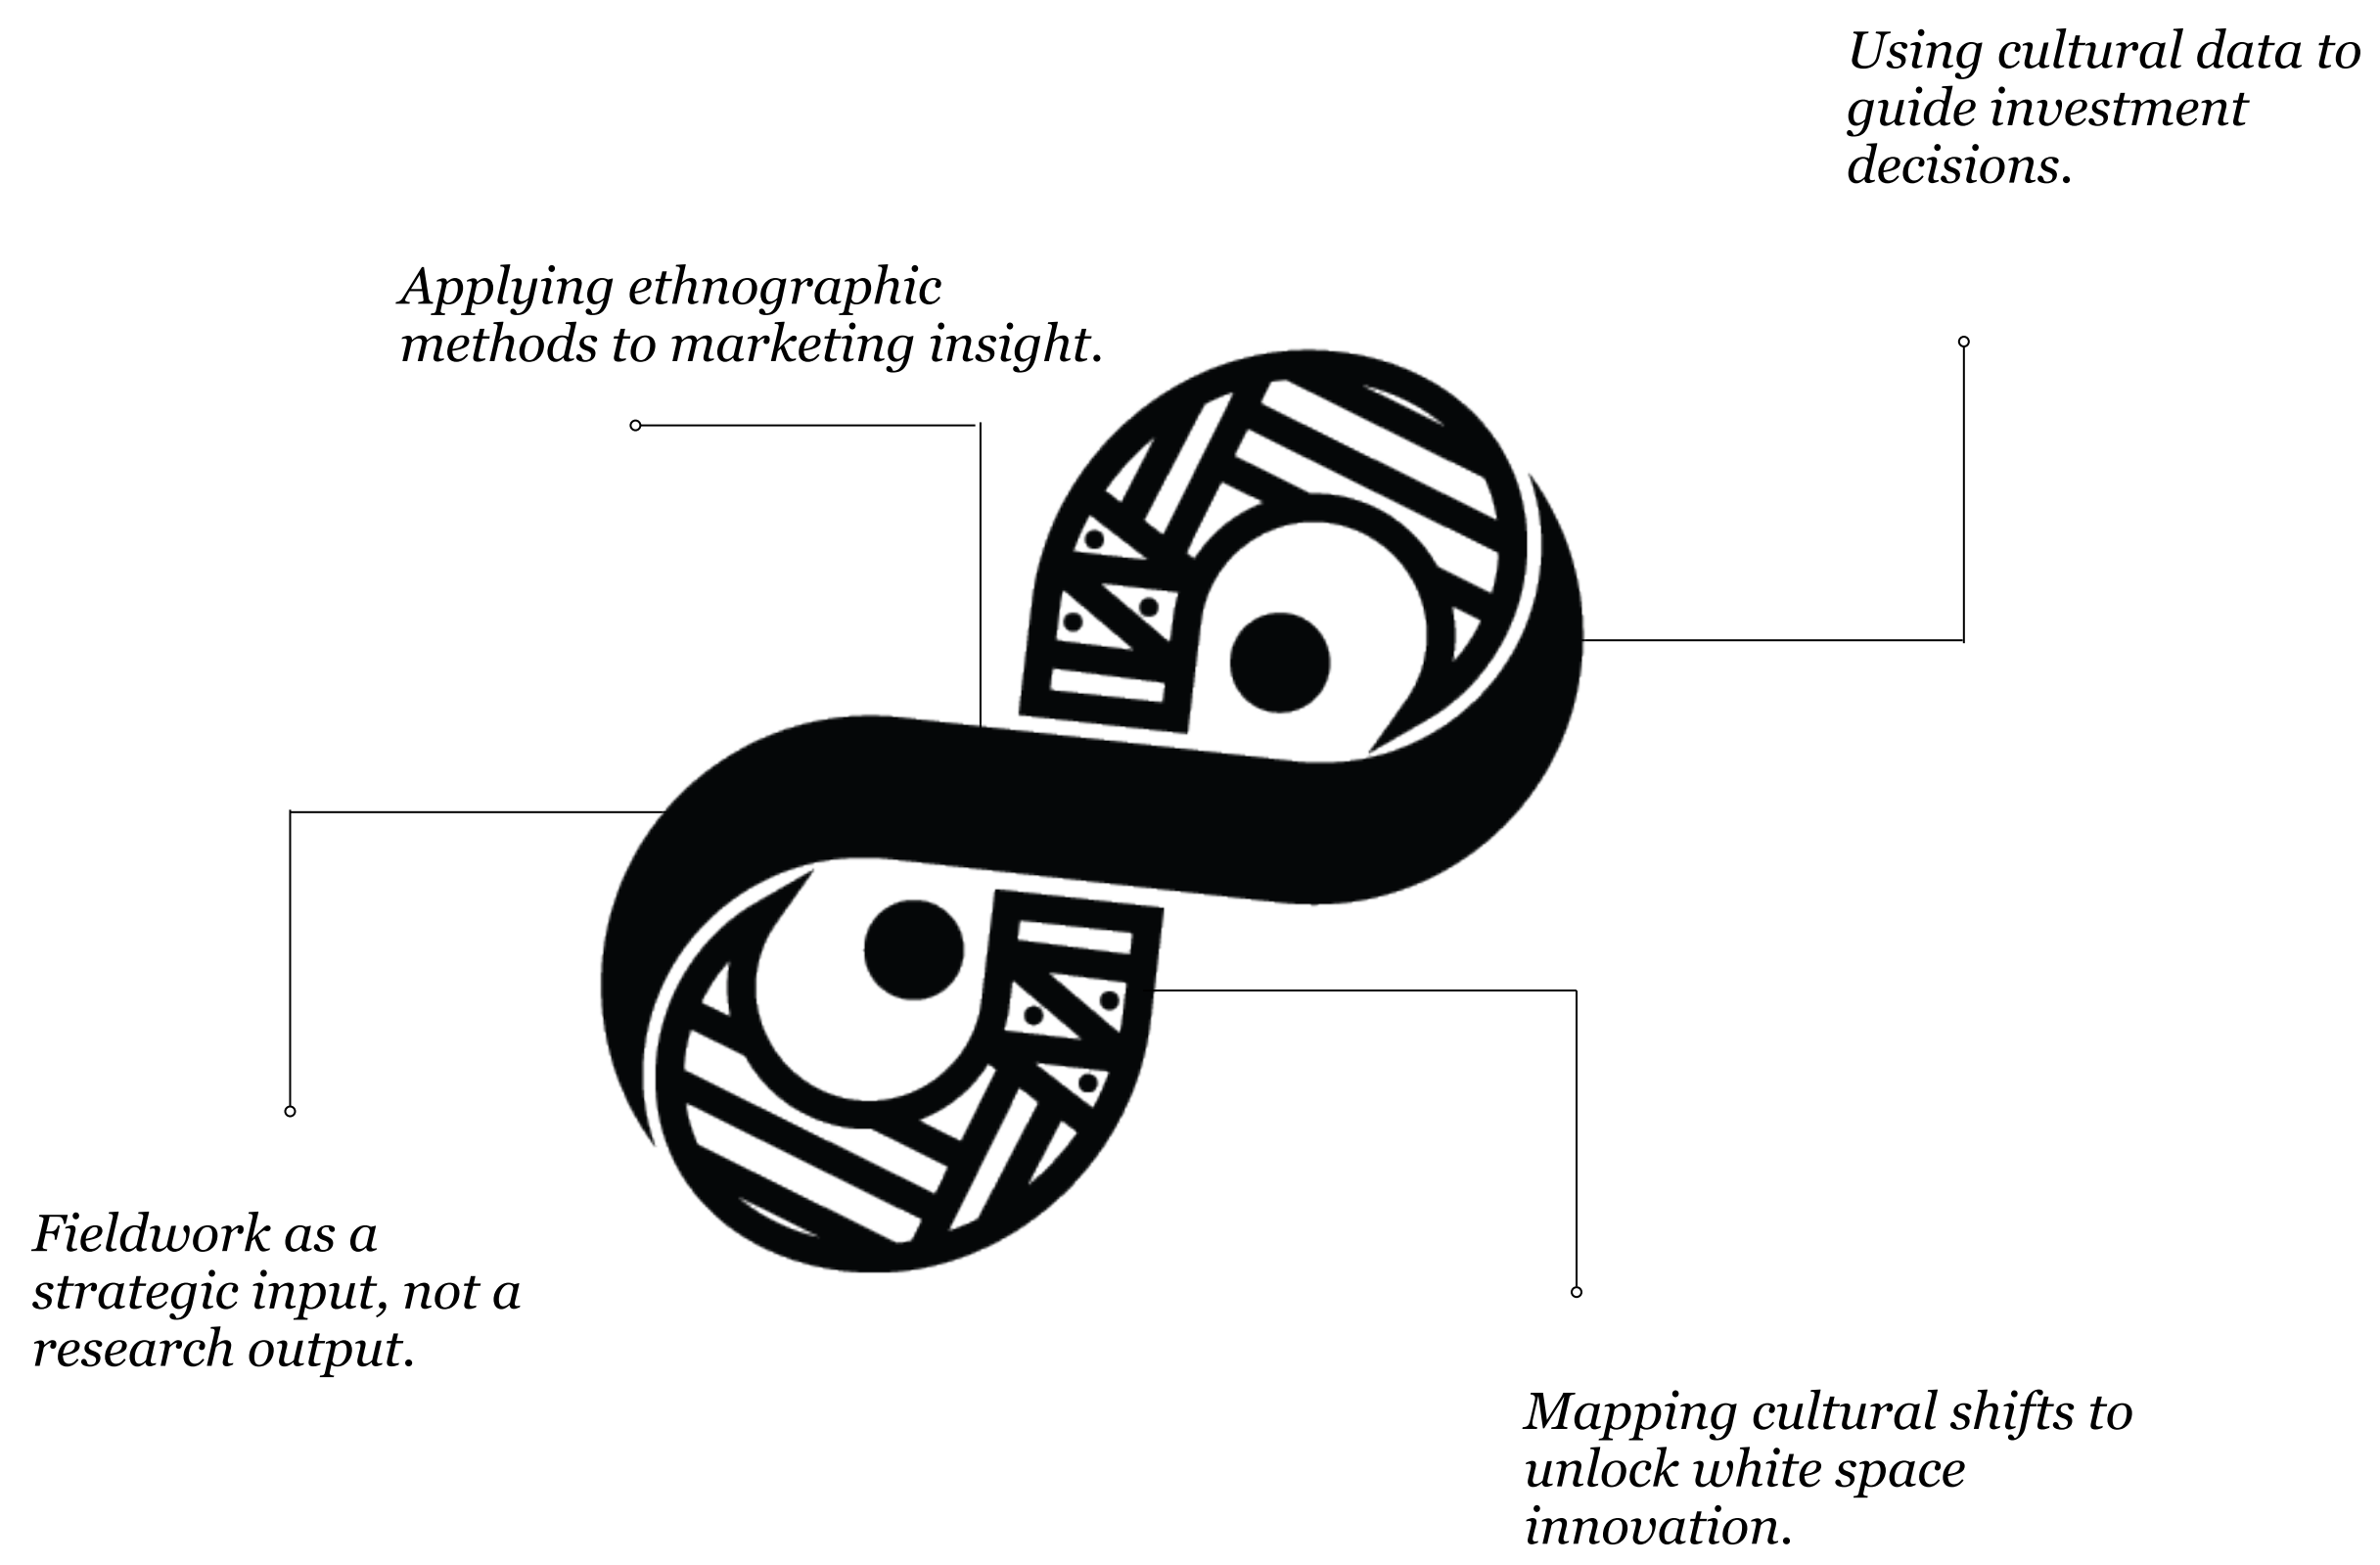 Using cultural data to
guide investment
decisions.
Applying ethnographic
methods to marketing insight.
Fieldwork as a
strategic input, not a
research output.
Mapping cultural shifts to
unlock white space
innovation.